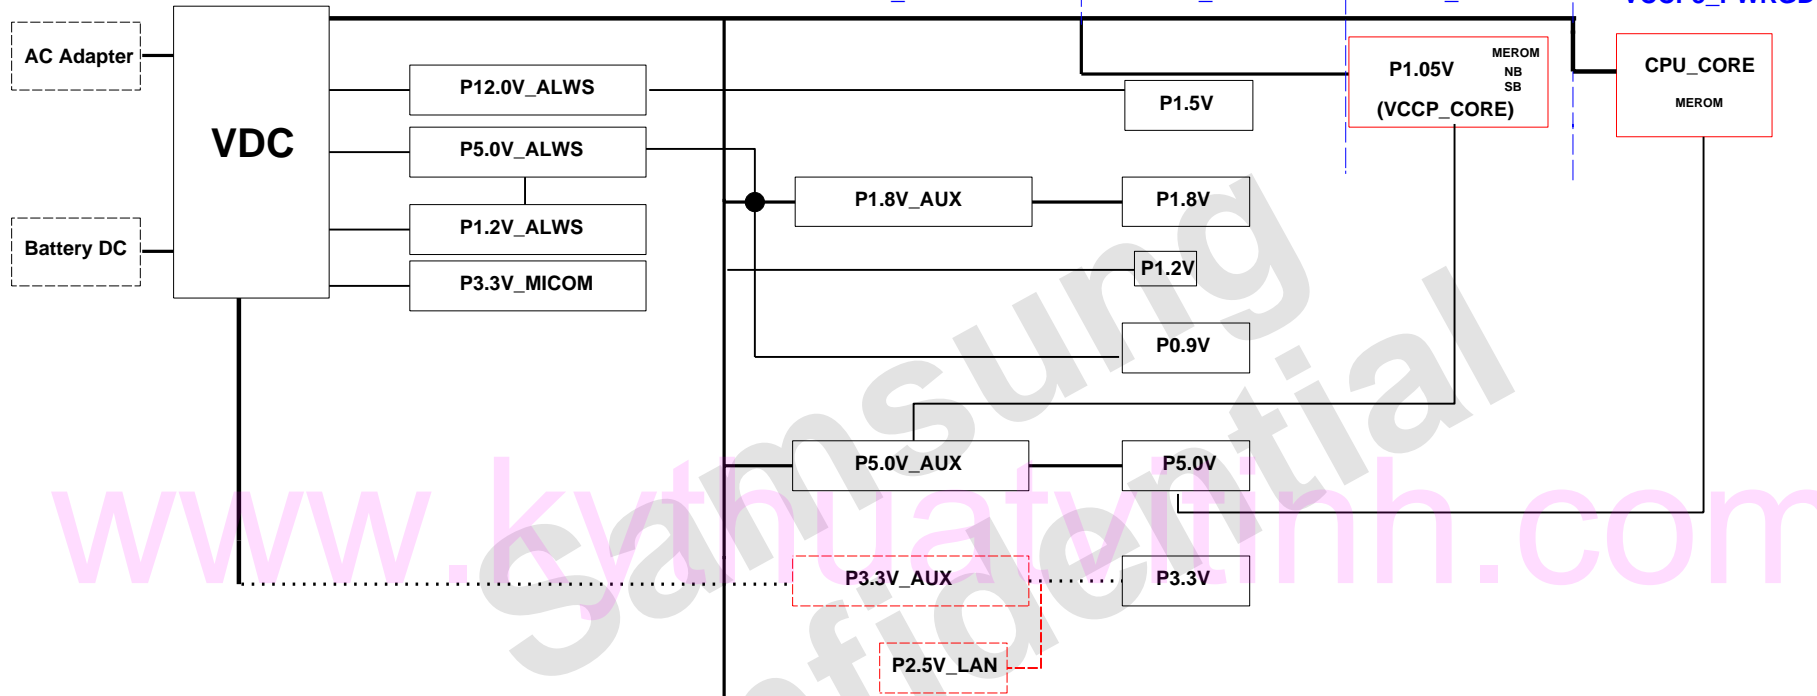 AC Adapter
VDC
Battery DC
P12.0V_ALWS
P5.0V_ALWS
P1.2V_ALWS
P3.3V_MICOM
P1.5V
P1.05V
MEROM
NB
SB
(VCCP_CORE)
CPU_CORE
MEROM
P1.8V_AUX
P1.8V
P1.2V
P0.9V
P5.0V_AUX
P5.0V
P3.3V_AUX
P3.3V
P2.5V_LAN
Samsung
www.kythuatvitinh.com